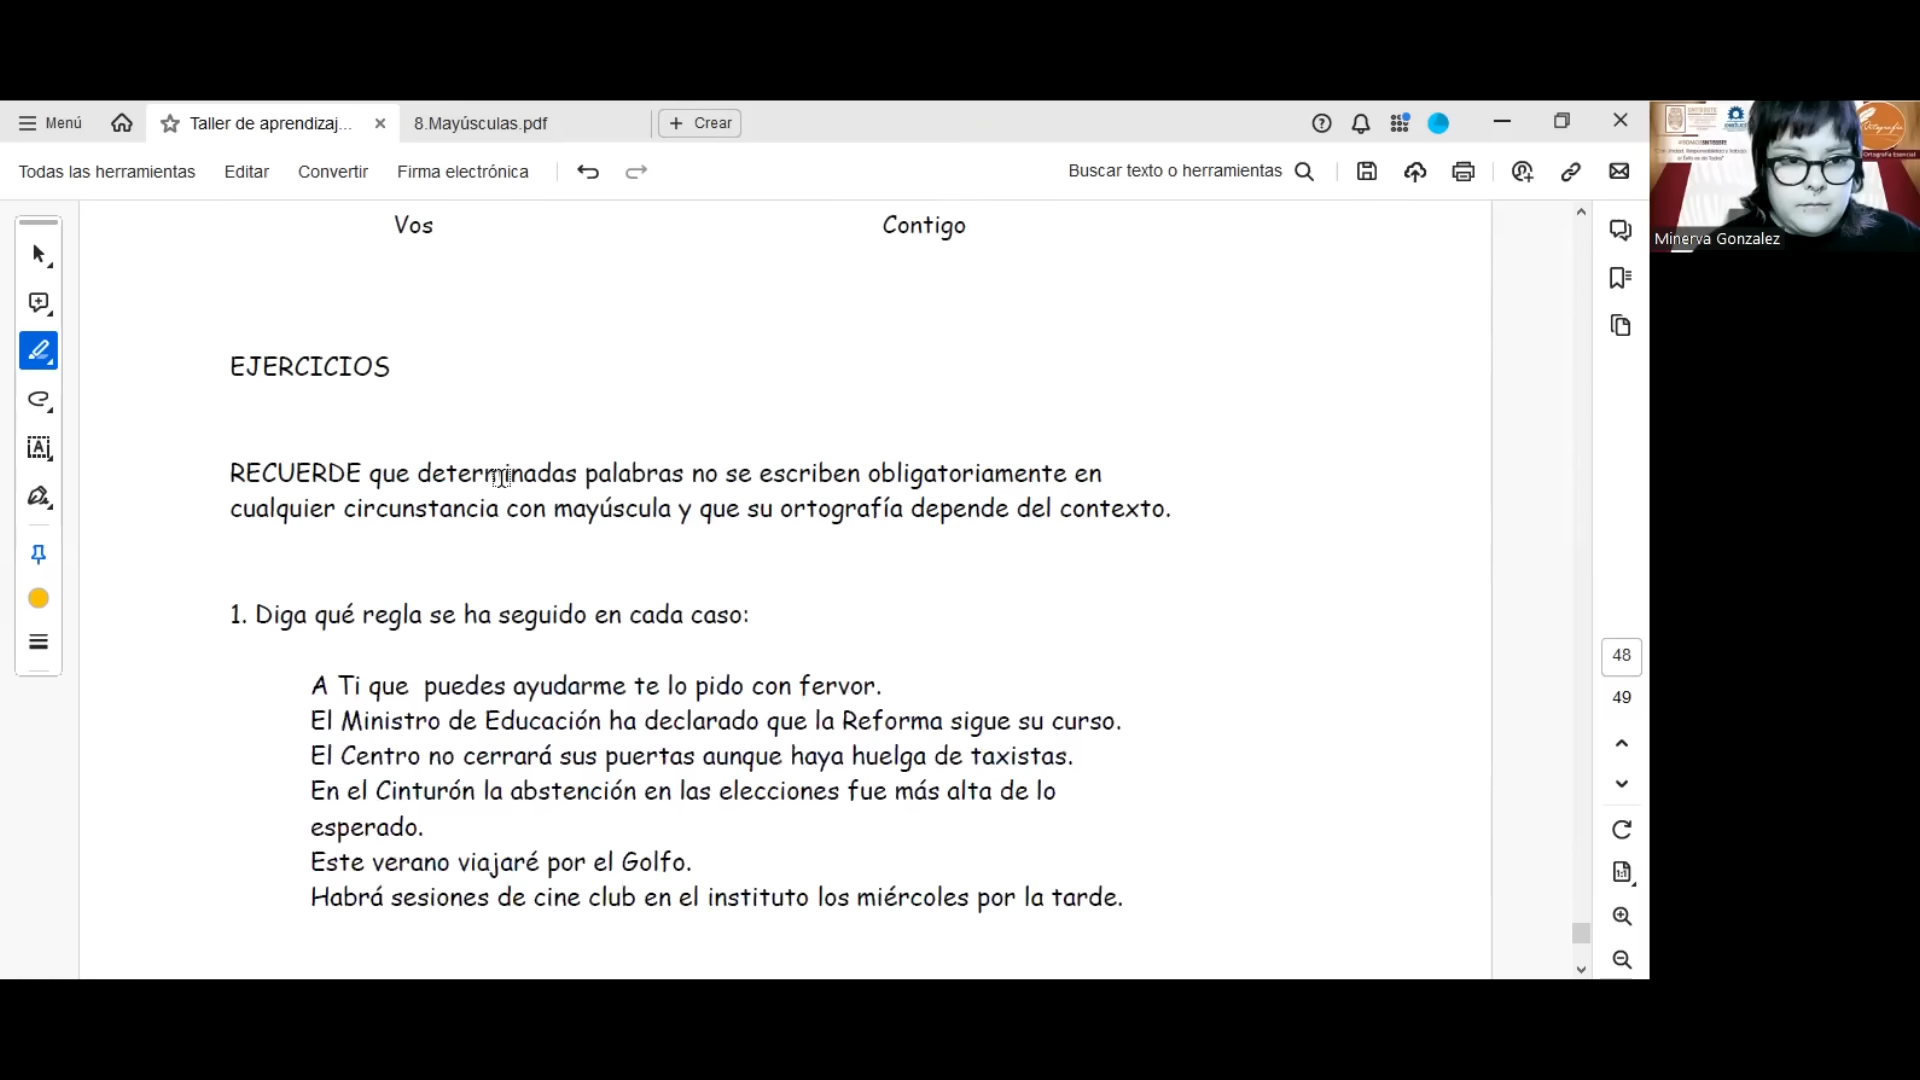 Menú
Taller de aprendizaj...
8.Mayúsculas.pdf
Crear
Todas las herramientas
Editar
Convertir
Firma electrónica
Buscar texto o herramientas
Minerva Gonzalez
Vos Contigo
EJERCICIOS
RECUERDE que determinadas palabras no se escriben obligatoriamente en
cualquier circunstancia con mayúscula y que su ortografía depende del contexto.
1. Diga qué regla se ha seguido en cada caso:
A Ti que puedes ayudarme te lo pido con fervor.
El Ministro de Educación ha declarado que la Reforma sigue su curso.
El Centro no cerrará sus puertas aunque haya huelga de taxistas.
En el Cinturón la abstención en las elecciones fue más alta de lo
esperado.
Este verano viajaré por el Golfo.
Habrá sesiones de cine club en el instituto los miércoles por la tarde.
48
49